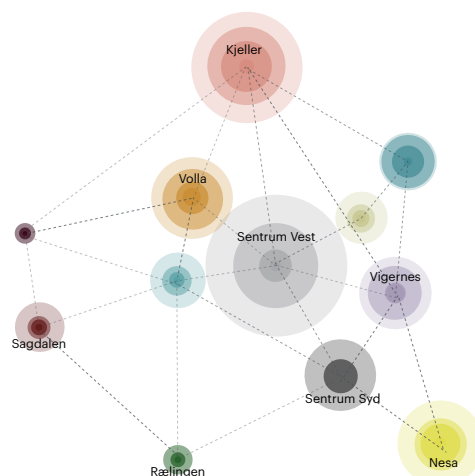 Kjeller
Volla
Sentrum Vest
Vigernes
Sagdalen
Sentrum Syd
Nesa
Rælingen